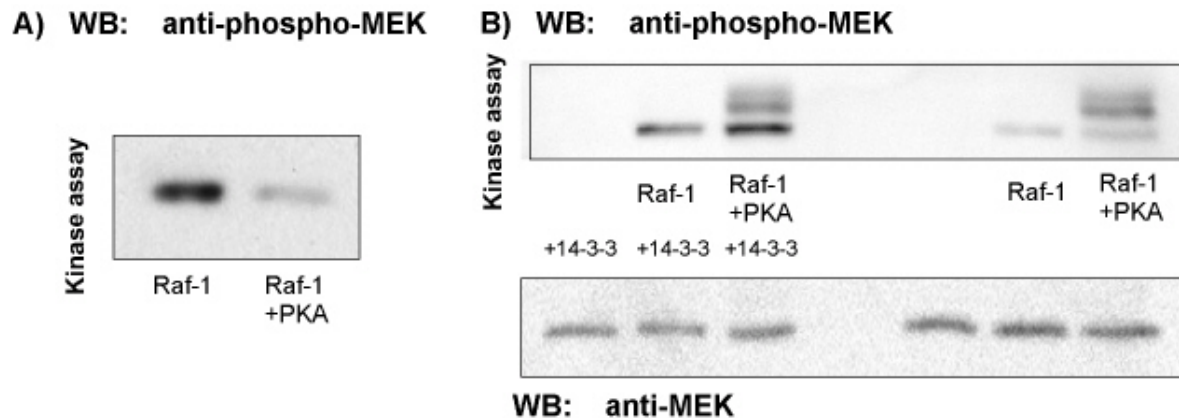 A) WB: anti-phospho-MEK
Kinase assay
Raf-1
Raf-1
+PKA
B) WB: anti-phospho-MEK
Kinase assay
Raf-1
Raf-1
+PKA
Raf-1
Raf-1
+PKA
+14-3-3 +14-3-3 +14-3-3
WB: anti-MEK